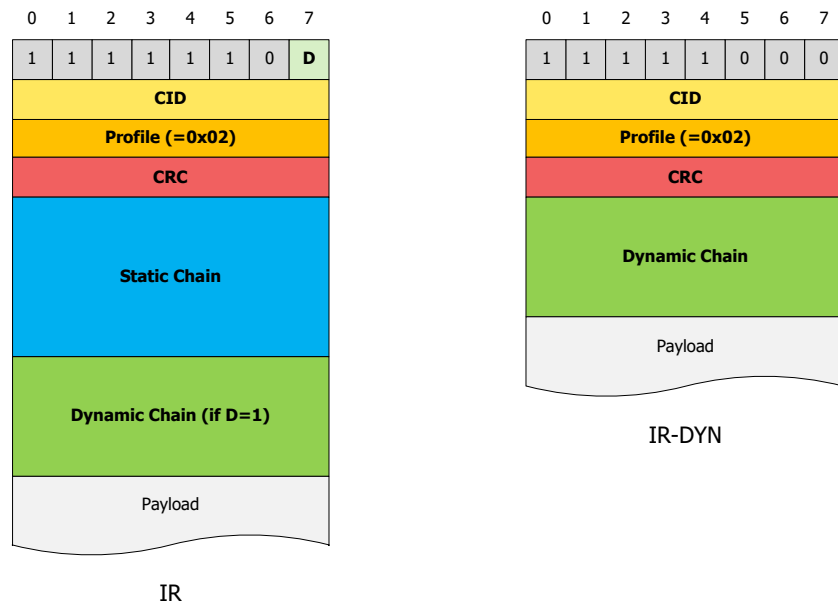 0 1 2 3 4 5 6 7
1 1 1 1 1 1 0 D
CID
Profile (=0x02)
CRC
Static Chain
Dynamic Chain (if D=1)
Payload
IR
0 1 2 3 4 5 6 7
1 1 1 1 1 0 0 0
CID
Profile (=0x02)
CRC
Dynamic Chain
Payload
IR-DYN